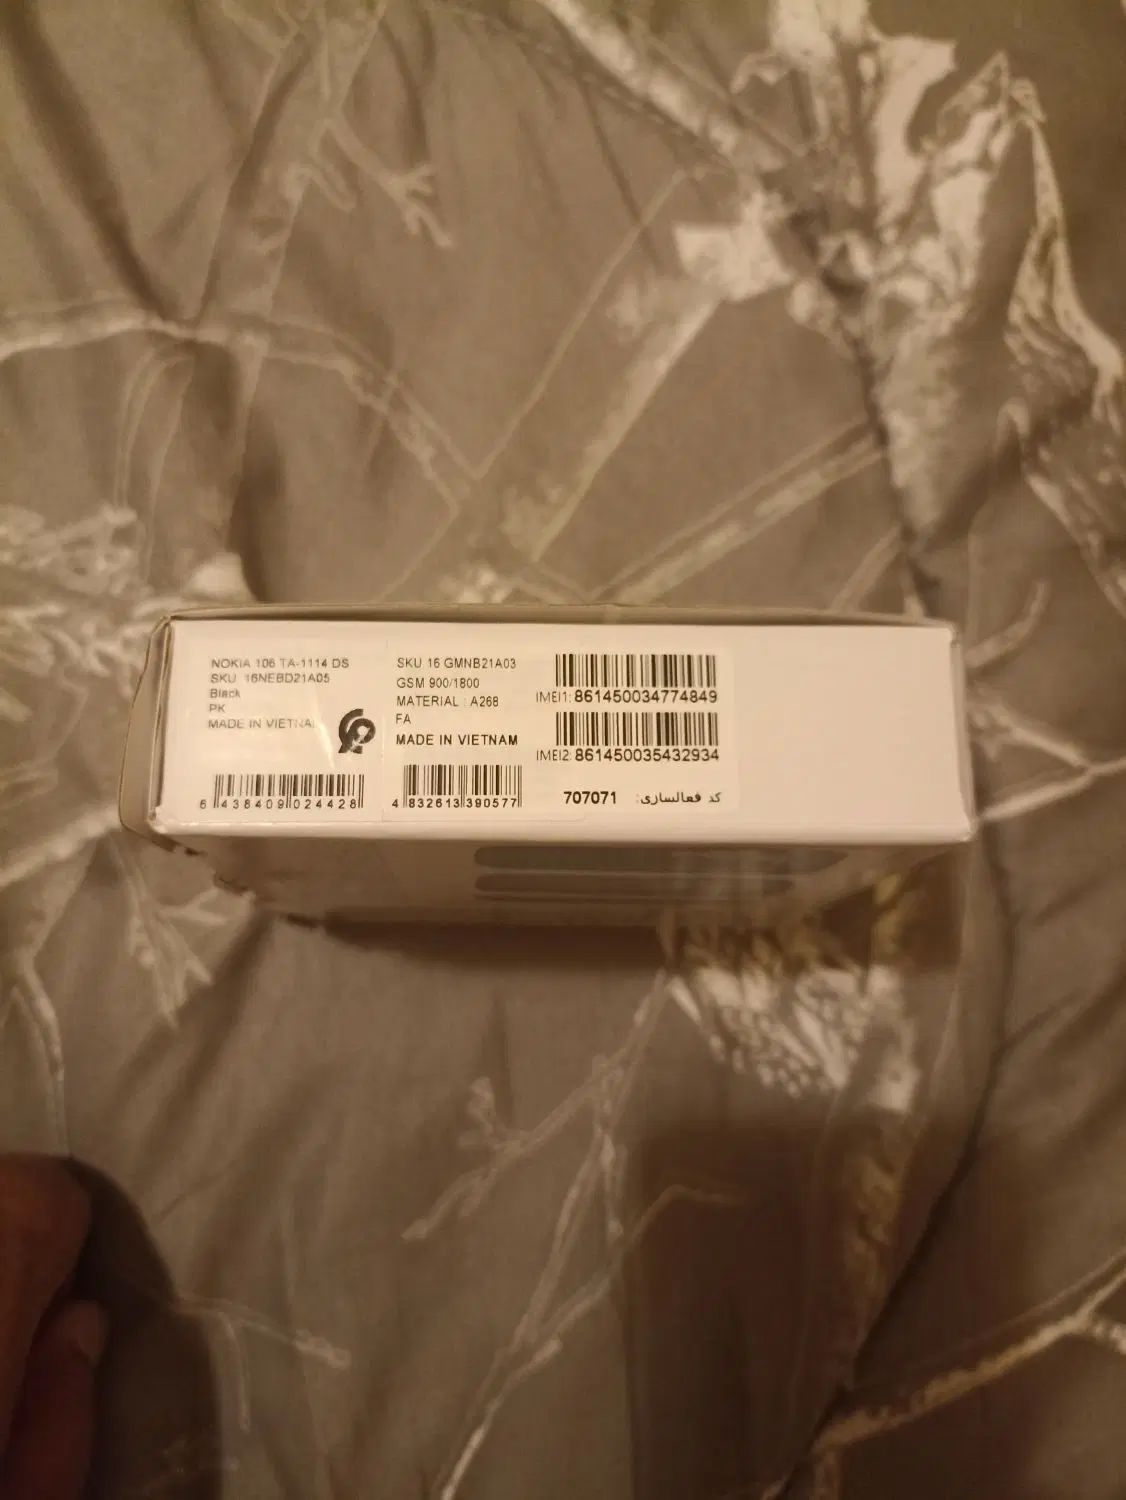 NOKIA 106 TA-1114 DS
SKU 16NEBD21A05
Black
PK
MADE IN VIETNAM
6 438409 024428
SKU 16 GMNB21A03
GSM 900/1800
MATERIAL : A268
FA
MADE IN VIETNAM
4 832613 390577
IMEI1: 861450034774849
IMEI2: 861450035432934
کد فعالسازی: 707071